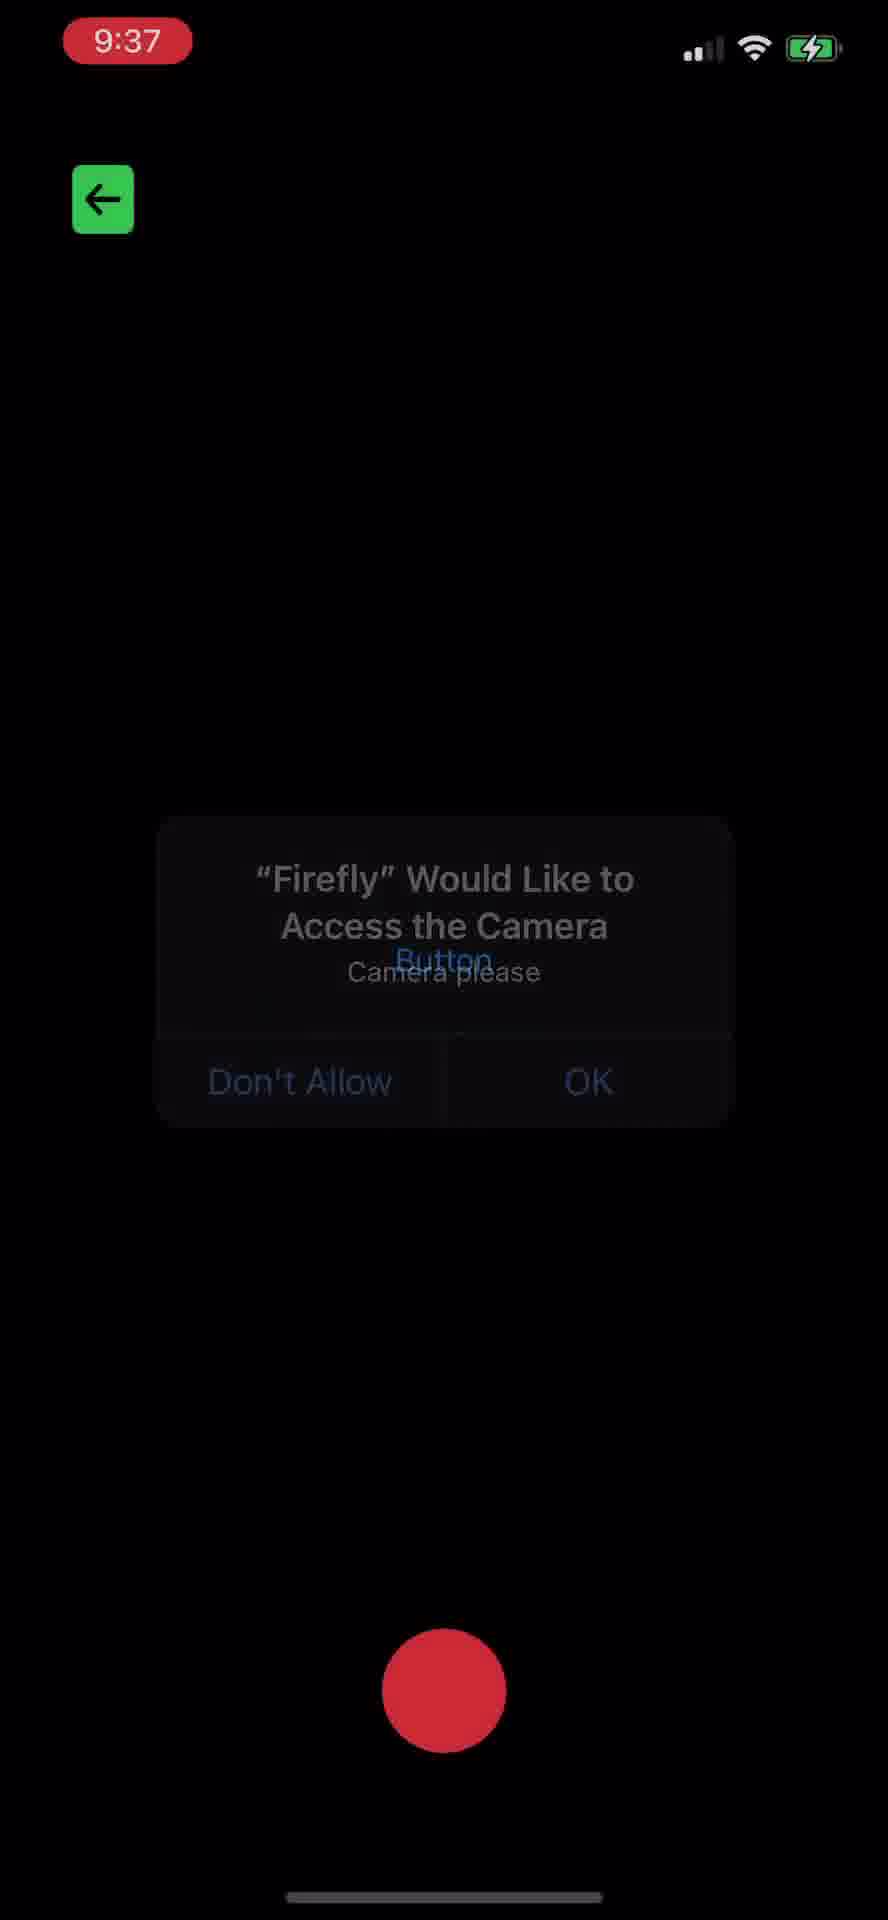 9:37
“Firefly” Would Like to
Access the Camera
Button
Camera please
Don't Allow
OK